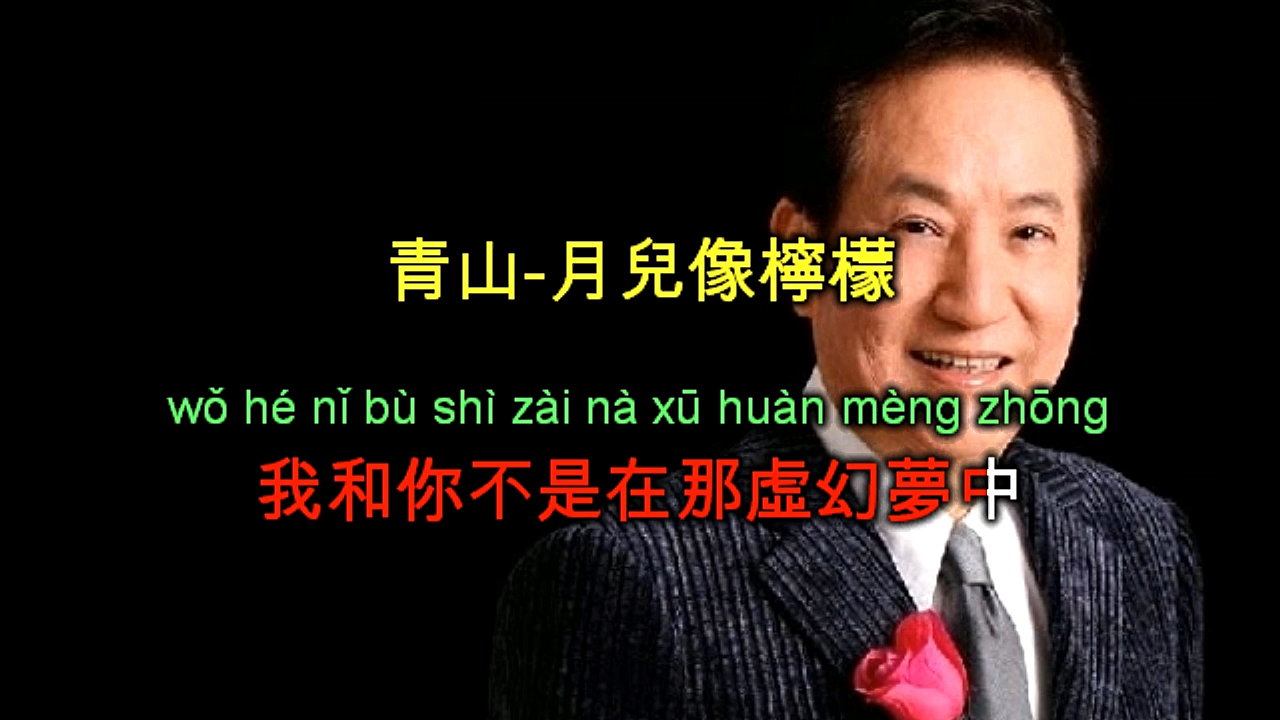 青山-月兒像檸檬
wǒ hé nǐ bù shì zài nà xū huàn mèng zhōng
我和你不是在那虛幻夢中